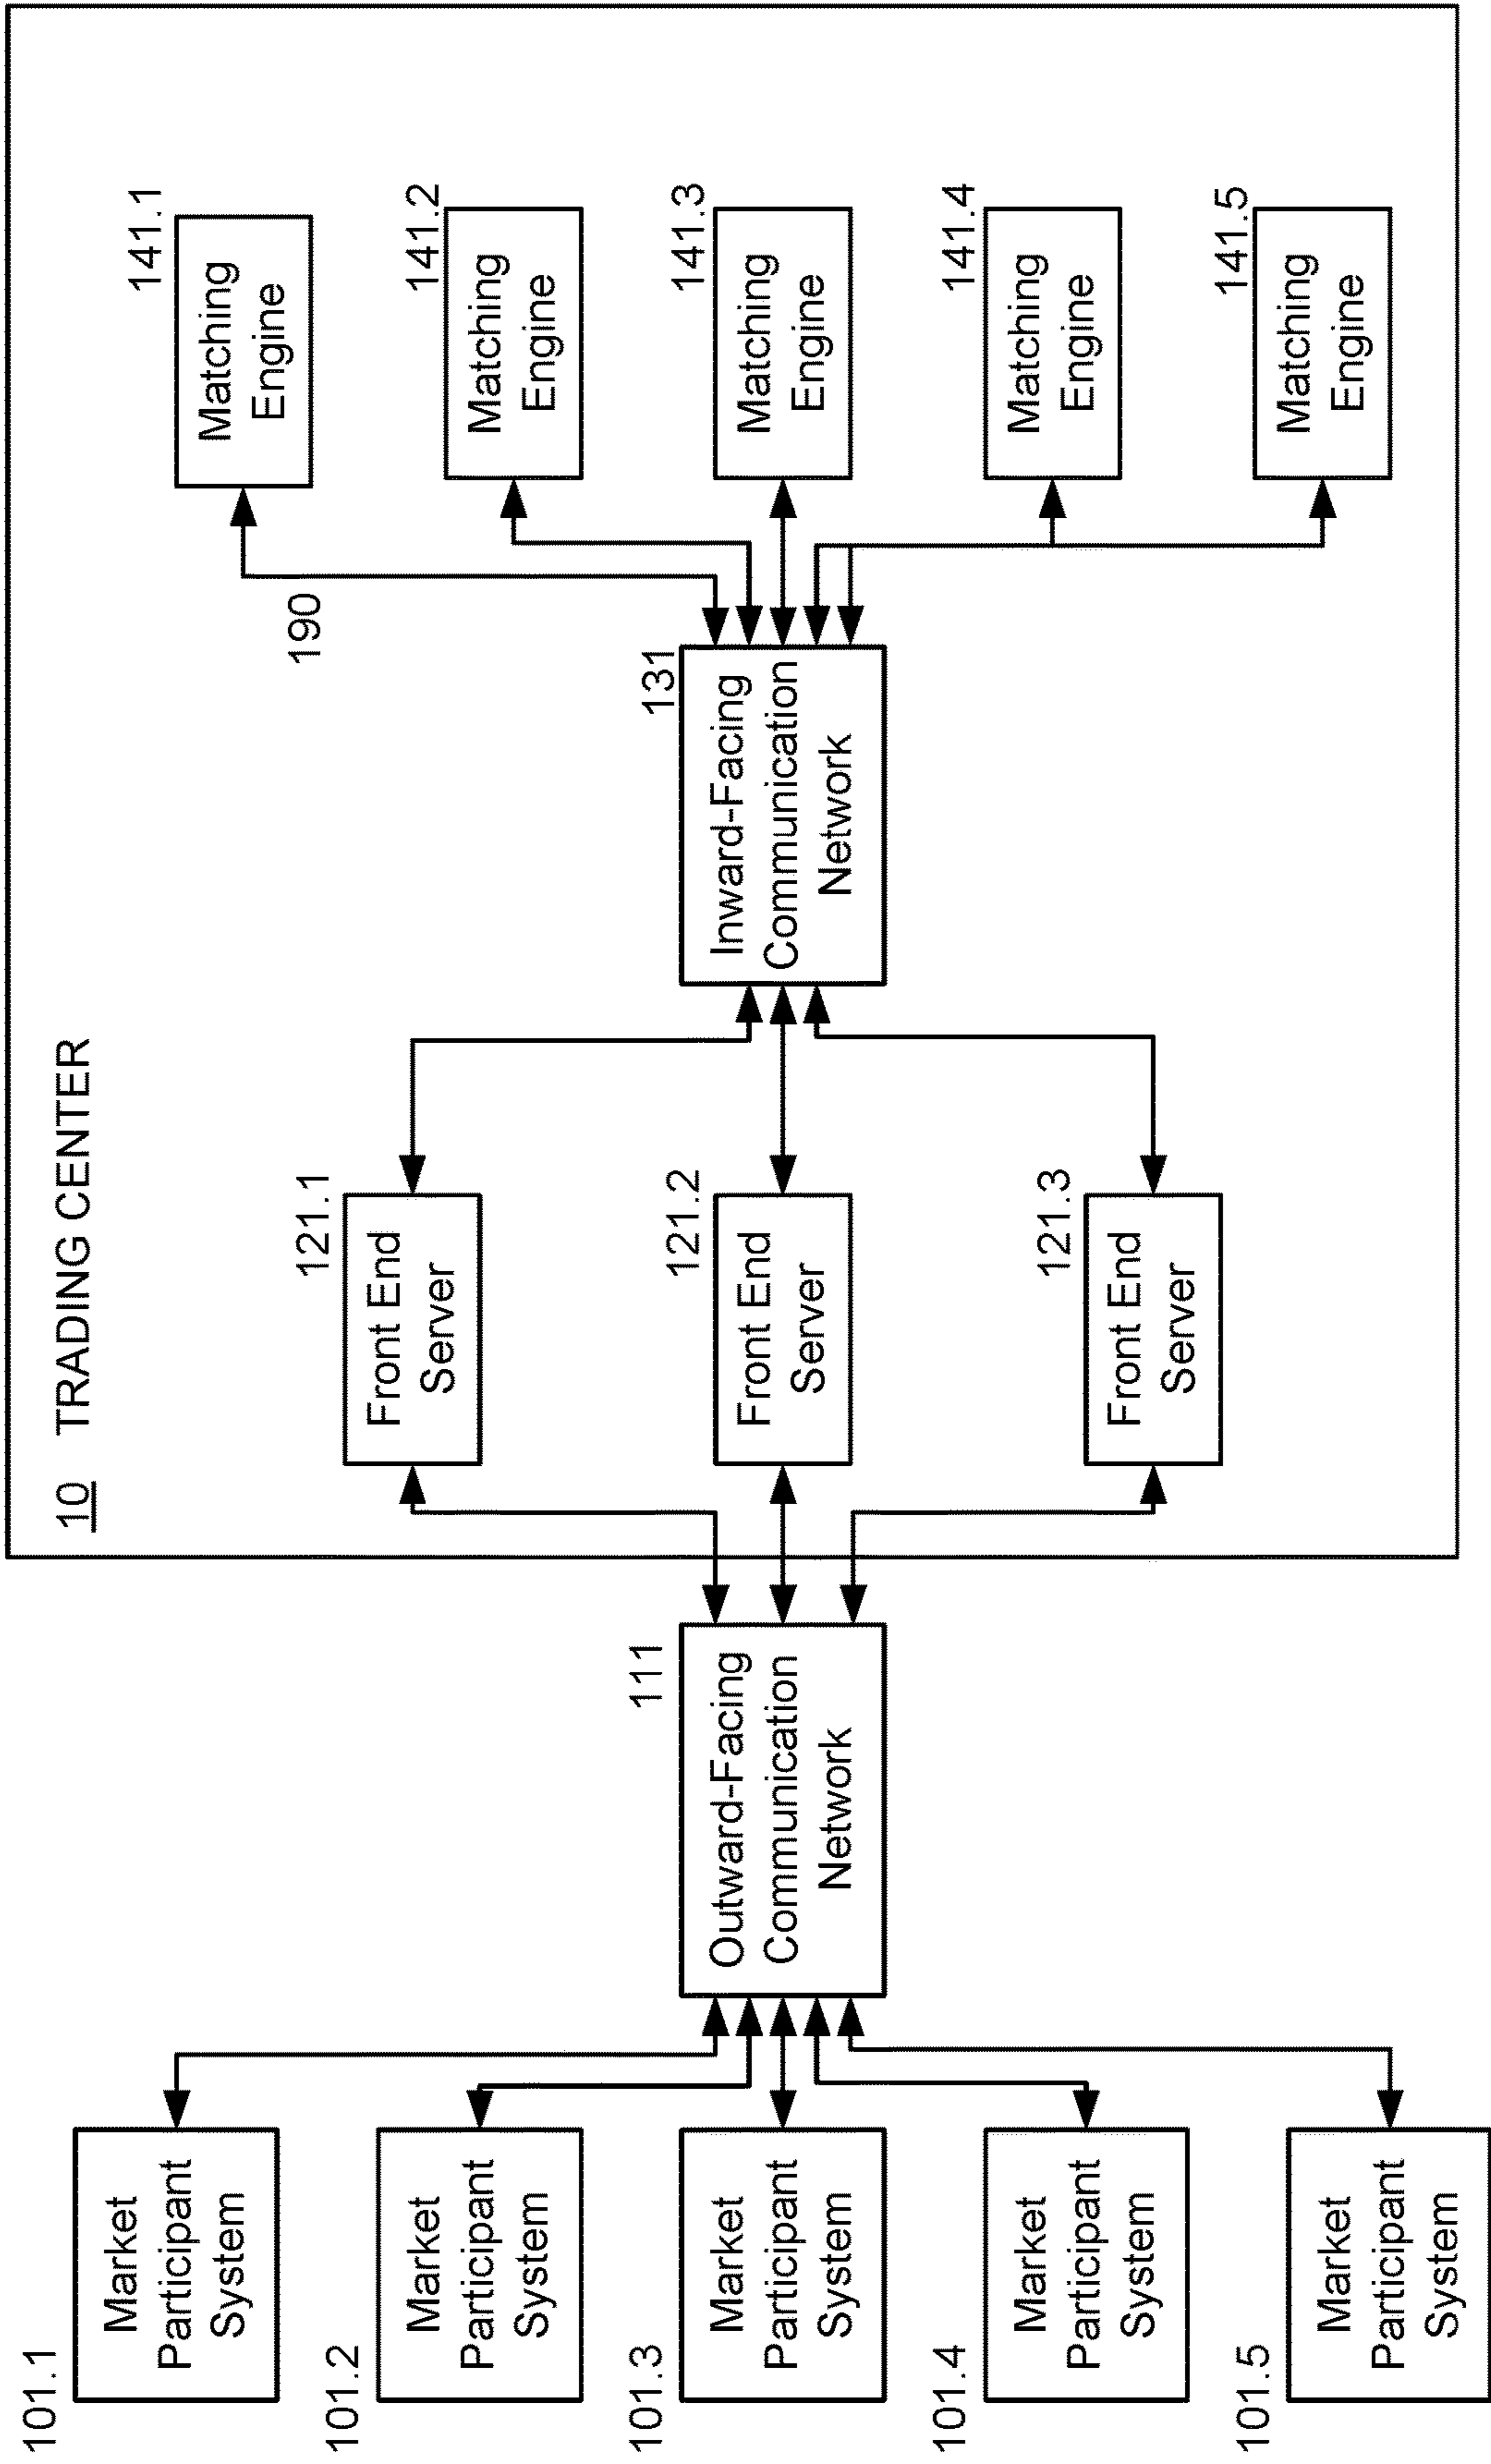 10 TRADING CENTER
101.1
Market
Participant
System
101.2
Market
Participant
System
101.3
Market
Participant
System
101.4
Market
Participant
System
101.5
Market
Participant
System
111
Outward-Facing
Communication
Network
121.1
Front End
Server
121.2
Front End
Server
121.3
Front End
Server
131
Inward-Facing
Communication
Network
190
141.1
Matching
Engine
141.2
Matching
Engine
141.3
Matching
Engine
141.4
Matching
Engine
141.5
Matching
Engine